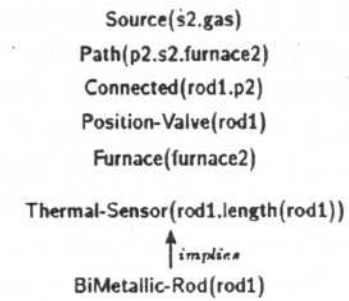 Source(s2.gas)
Path(p2.s2.furnace2)
Connected(rod1.p2)
Position-Valve(rod1)
Furnace(furnace2)
Thermal-Sensor(rod1.length(rod1))
implies
BiMetallic-Rod(rod1)